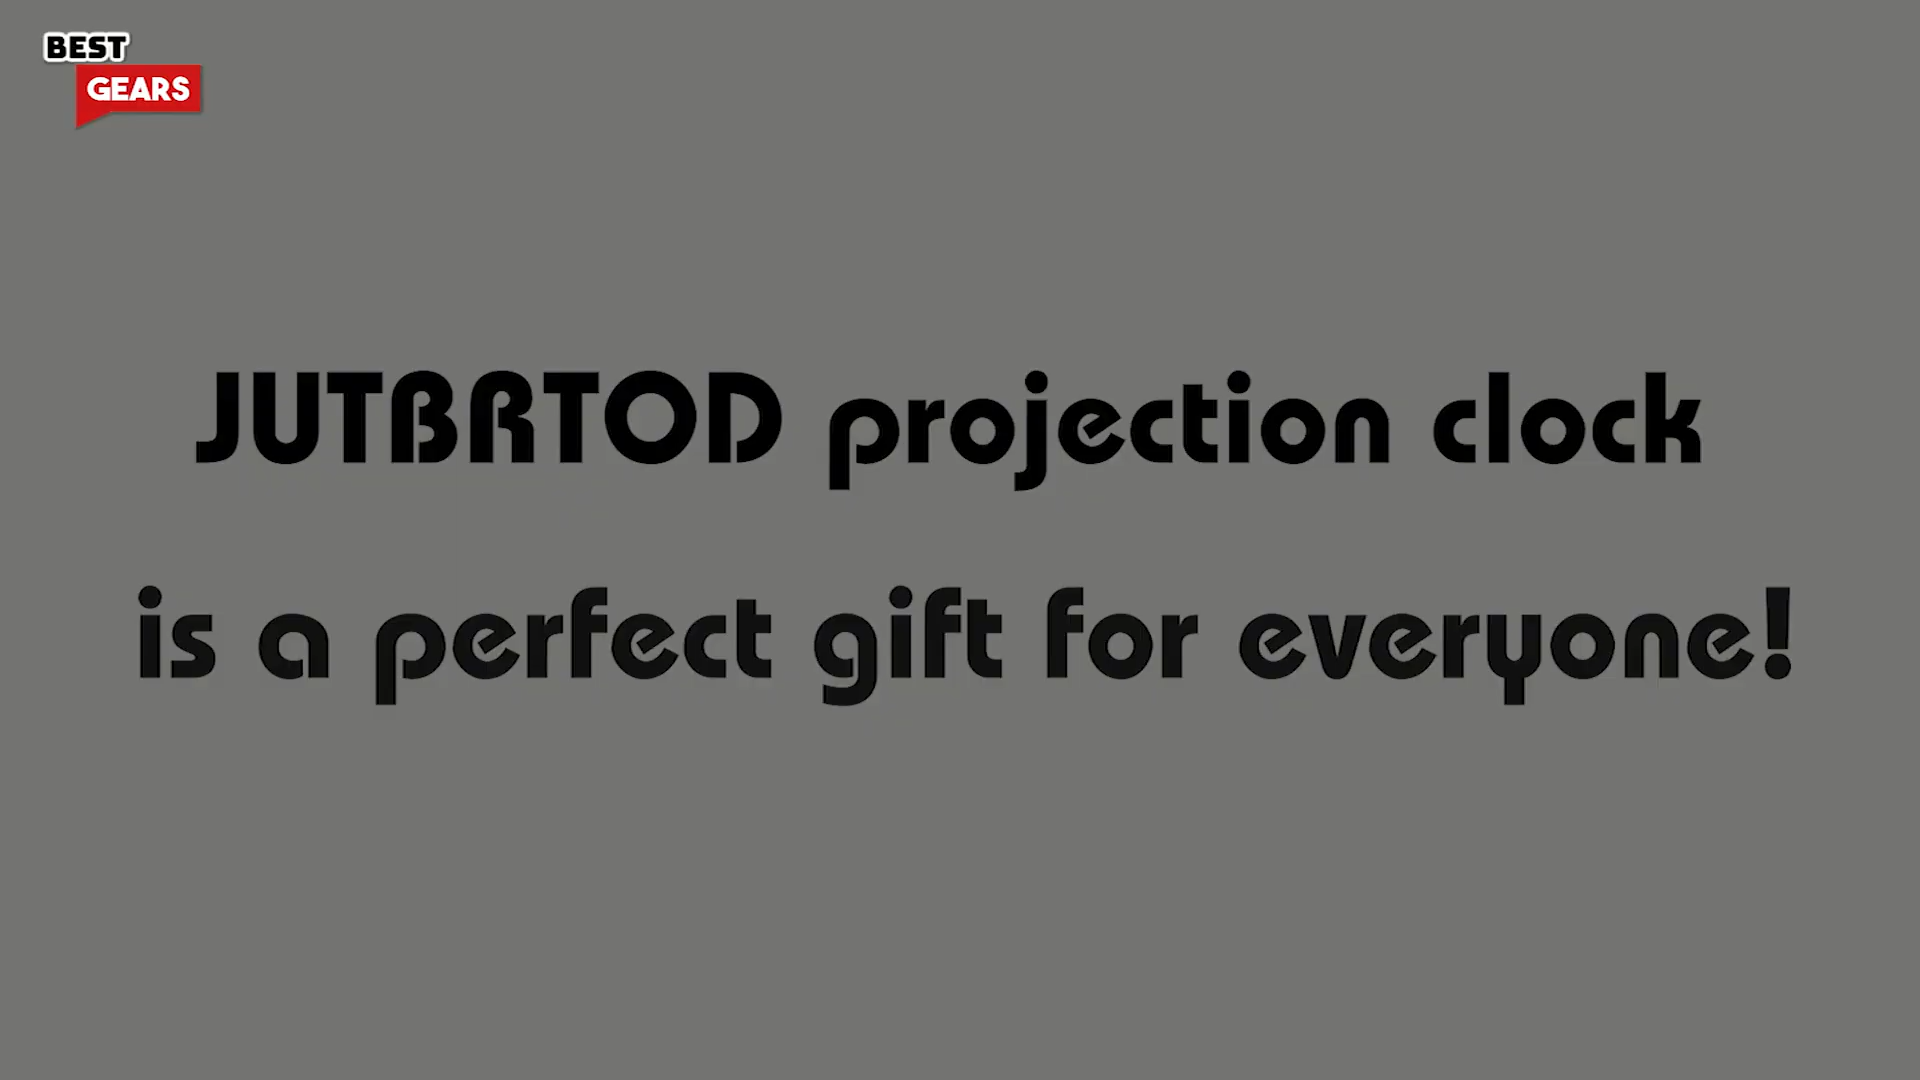 BEST
GEARS
JUTBRTOD projection clock
is a perfect gift for everyone!